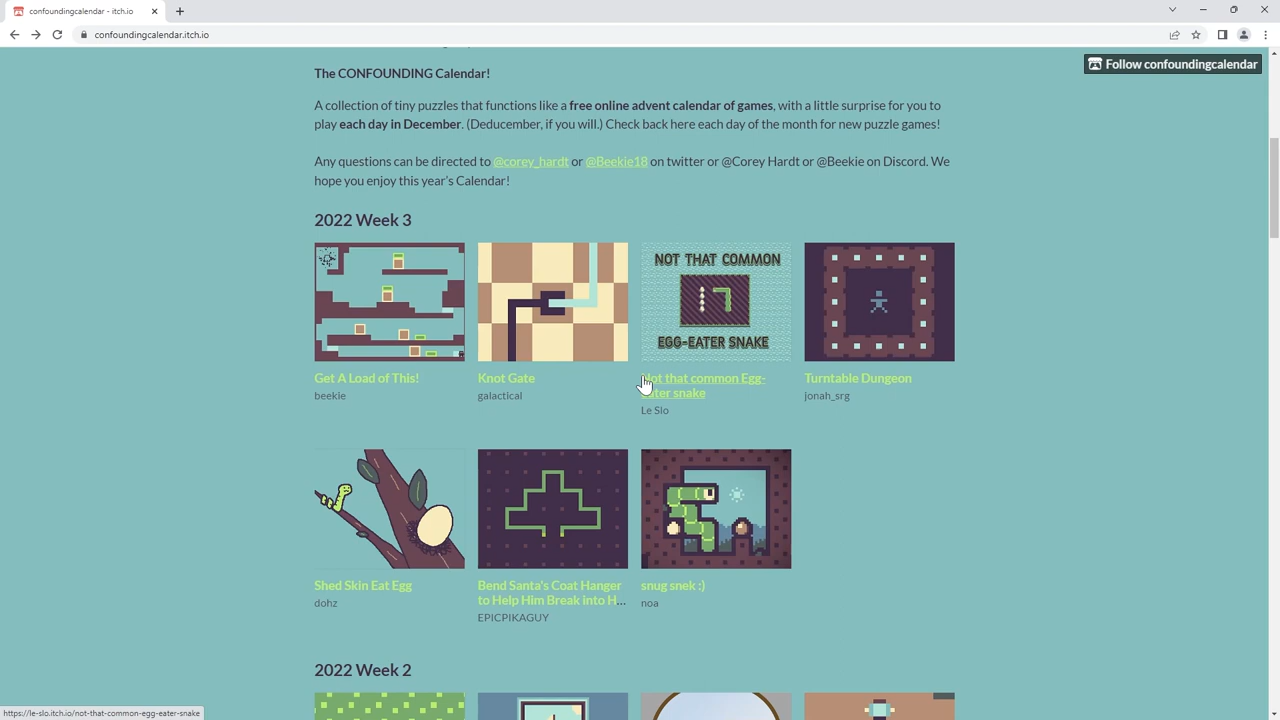 confoundingcalendar - itch.io
confoundingcalendar.itch.io
Follow confoundingcalendar
The CONFOUNDING Calendar!
A collection of tiny puzzles that functions like a free online advent calendar of games, with a little surprise for you to
play each day in December. (Deducember, if you will.) Check back here each day of the month for new puzzle games!
Any questions can be directed to @corey_hardt or @Beekie18 on twitter or @Corey Hardt or @Beekie on Discord. We
hope you enjoy this year's Calendar!
2022 Week 3
NOT THAT COMMON
EGG-EATER SNAKE
Get A Load of This!
beekie
Knot Gate
galactical
Not that common Egg-
eater snake
Le Slo
Turntable Dungeon
jonah_srg
Shed Skin Eat Egg
dohz
Bend Santa's Coat Hanger
to Help Him Break into H...
EPICPIKAGUY
snug snek :)
noa
2022 Week 2
https://le-slo.itch.io/not-that-common-egg-eater-snake